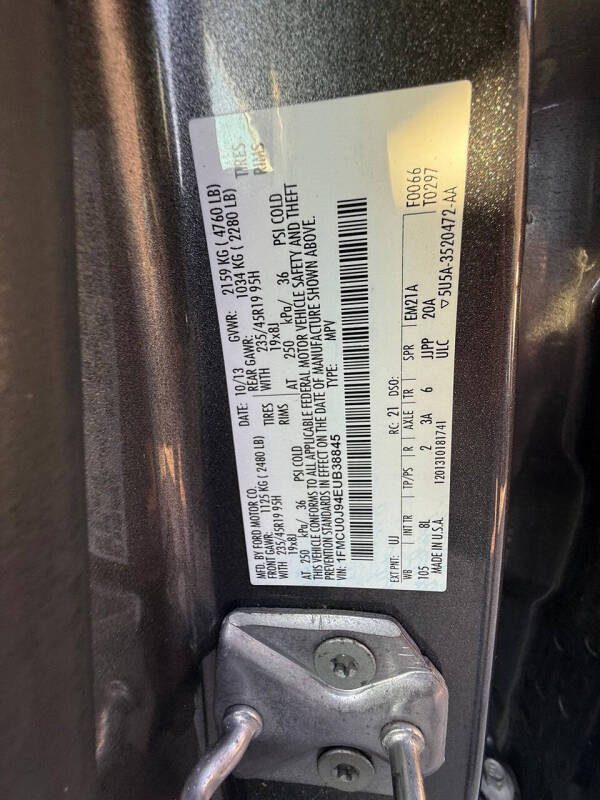 MFD. BY FORD MOTOR CO. DATE: 10/13 GVWR: 2159 KG ( 4760 LB)
FRONT GAWR: 1125 KG ( 2480 LB) REAR GAWR: 1034 KG ( 2280 LB)
WITH 235/45R19 95H TIRES WITH 235/45R19 95H TIRES
19x8J RIMS 19x8J RIMS
AT 250 kPa/ 36 PSI COLD AT 250 kPa/ 36 PSI COLD
THIS VEHICLE CONFORMS TO ALL APPLICABLE FEDERAL MOTOR VEHICLE SAFETY AND THEFT
PREVENTION STANDARDS IN EFFECT ON THE DATE OF MANUFACTURE SHOWN ABOVE.
VIN: 1FMCU0J94EUB38845 TYPE: MPV
EXT PNT: UJ RC: 21 DSO: F0066
WB INT TR TP/PS R AXLE TR SPR EM21A T0297
105 8L 2 3A 6 JJPP 20A
MADE IN U.S.A. 1201310181741 ULC ▽5U5A-3520472-AA